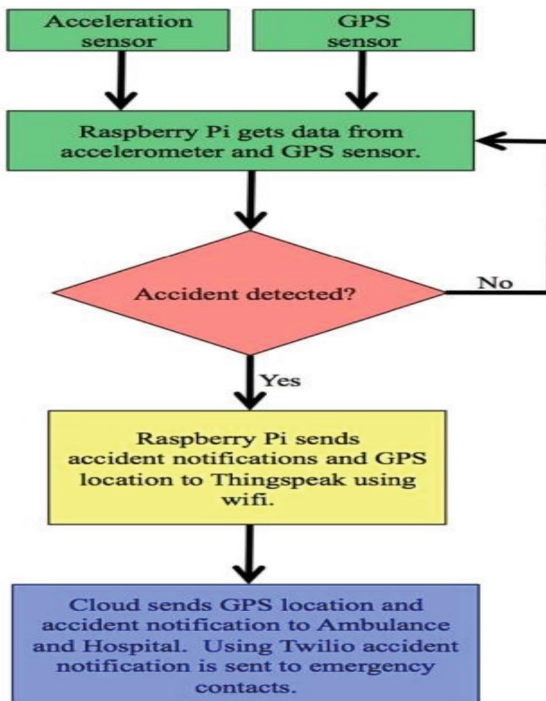 Acceleration
sensor
GPS
sensor
Raspberry Pi gets data from
accelerometer and GPS sensor.
Accident detected?
No
Yes
Raspberry Pi sends
accident notifications and GPS
location to Thingspeak using
wifi.
Cloud sends GPS location and
accident notification to Ambulance
and Hospital. Using Twilio accident
notification is sent to emergency
contacts.